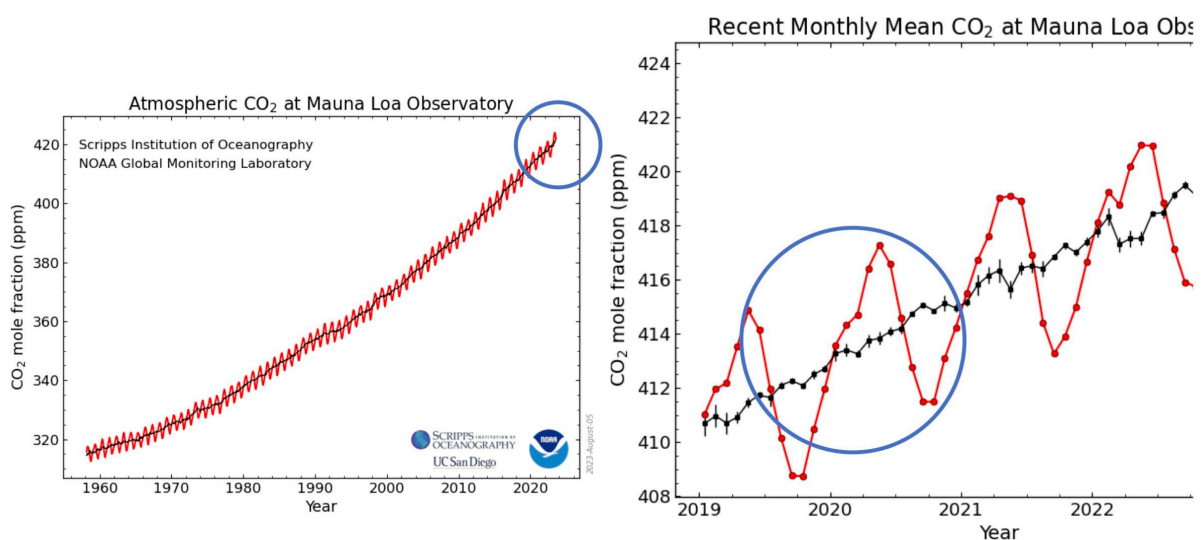 Atmospheric CO₂ at Mauna Loa Observatory
Scripps Institution of Oceanography
NOAA Global Monitoring Laboratory
CO₂ mole fraction (ppm)
420
400
380
360
340
320
1960 1970 1980 1990 2000 2010 2020
Year
SCRIPPS INSTITUTION OF
OCEANOGRAPHY
UC San Diego
NOAA
2023-August-05
Recent Monthly Mean CO₂ at Mauna Loa Obs
CO₂ mole fraction (ppm)
424
422
420
418
416
414
412
410
408
2019 2020 2021 2022
Year